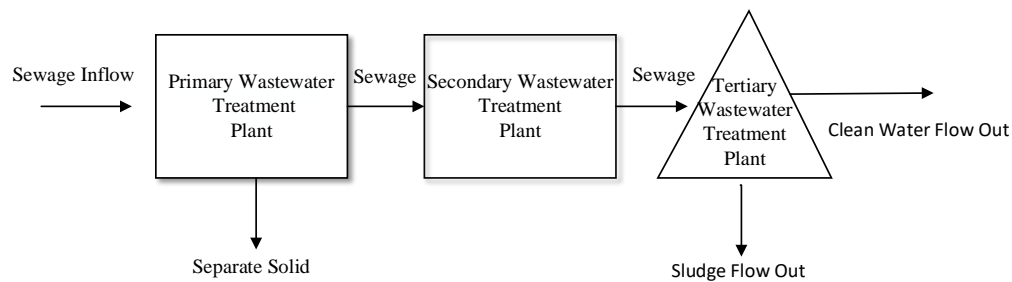 Sewage Inflow
Primary Wastewater
Treatment
Plant
Sewage
Secondary Wastewater
Treatment
Plant
Sewage
Tertiary
Wastewater
Treatment
Plant
Clean Water Flow Out
Separate Solid
Sludge Flow Out